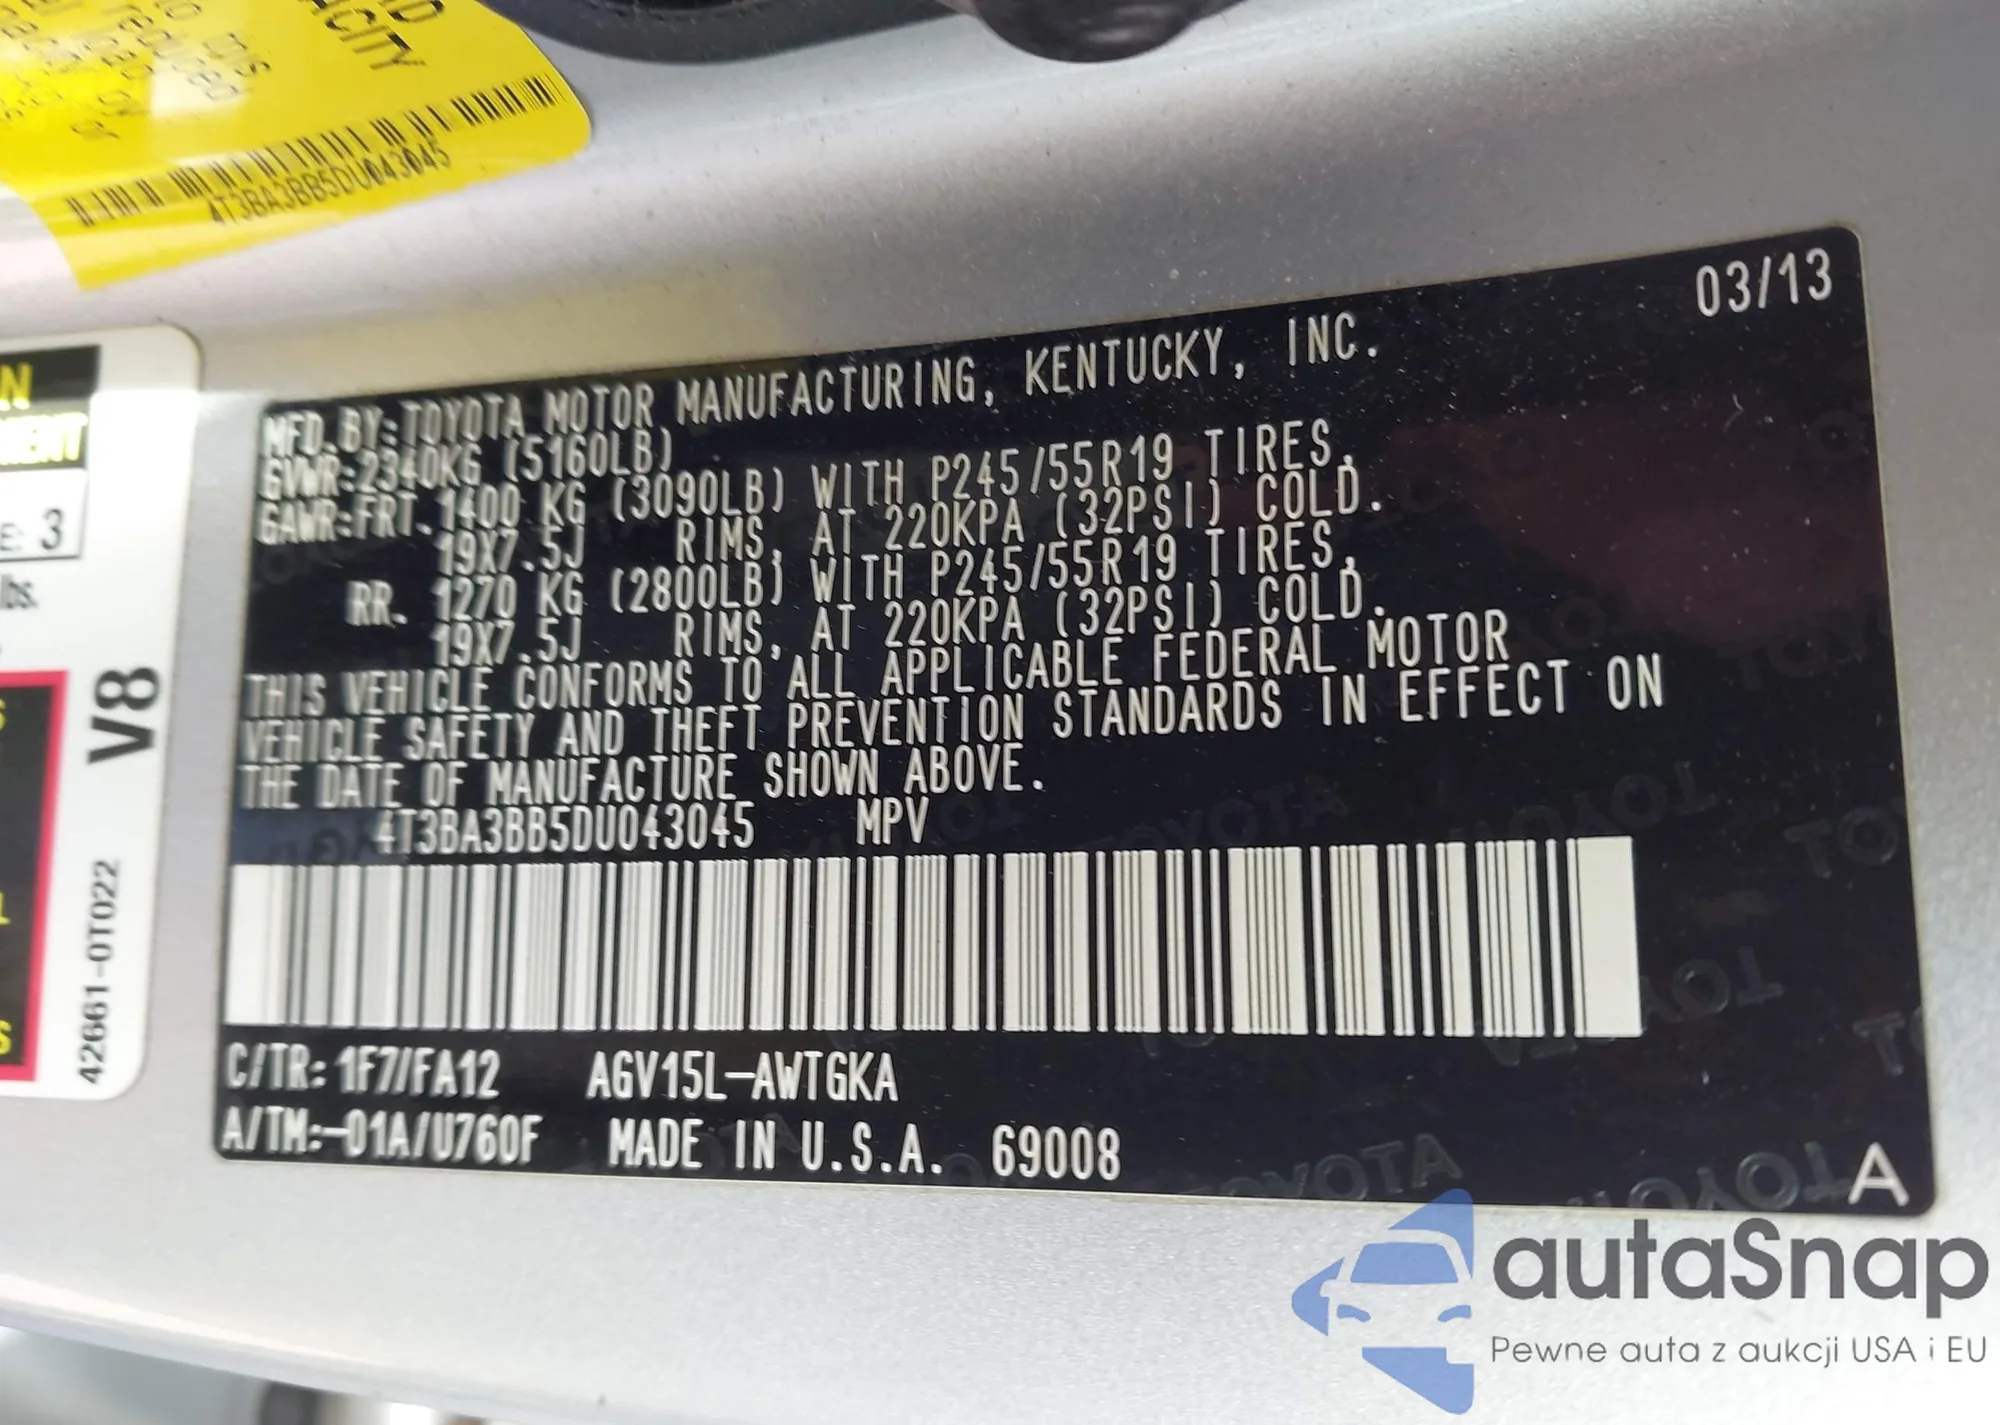 ACITY
4T3BA3BB5DU043045
03/13
MFD.BY:TOYOTA MOTOR MANUFACTURING, KENTUCKY, INC.
GVWR:2340KG (5160LB)
GAWR:FRT. 1400 KG (3090LB) WITH P245/55R19 TIRES,
19X7.5J RIMS, AT 220KPA (32PSI) COLD.
RR. 1270 KG (2800LB) WITH P245/55R19 TIRES,
19X7.5J RIMS, AT 220KPA (32PSI) COLD.
THIS VEHICLE CONFORMS TO ALL APPLICABLE FEDERAL MOTOR
VEHICLE SAFETY AND THEFT PREVENTION STANDARDS IN EFFECT ON
THE DATE OF MANUFACTURE SHOWN ABOVE.
4T3BA3BB5DU043045 MPV
C/TR: 1F7/FA12 AGV15L-AWTGKA
A/TM:-01A/U760F MADE IN U.S.A. 69008
A
E: 3
lbs.
V8
42661-0T022
autaSnap
Pewne auta z aukcji USA i EU